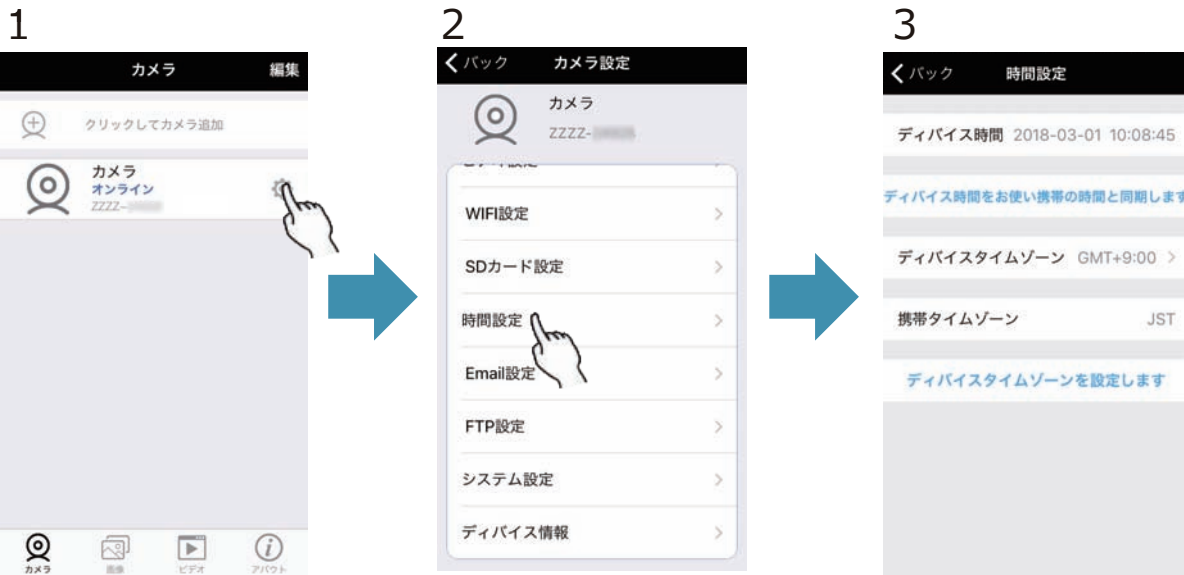 1
カメラ
編集
クリックしてカメラ追加
カメラ
オンライン
ZZZZ-
カメラ
画像
ビデオ
アバウト
2
バック
カメラ設定
カメラ
ZZZZ-
WIFI設定
SDカード設定
時間設定
Email設定
FTP設定
システム設定
ディバイス情報
3
バック
時間設定
ディバイス時間 2018-03-01 10:08:45
ディバイス時間をお使い携帯の時間と同期します
ディバイスタイムゾーン GMT+9:00
携帯タイムゾーン JST
ディバイスタイムゾーンを設定します